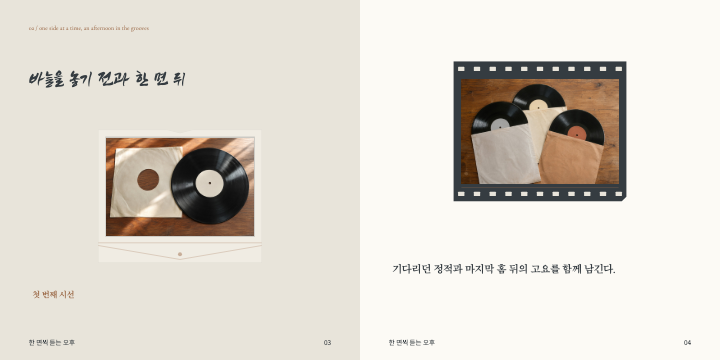 02 / one side at a time, an afternoon in the grooves
바늘을 놓기 전과 한 면 뒤
첫 번째 시선
한 면씩 듣는 오후
03
기다리던 정적과 마지막 홈 뒤의 고요를 함께 남긴다.
한 면씩 듣는 오후
04